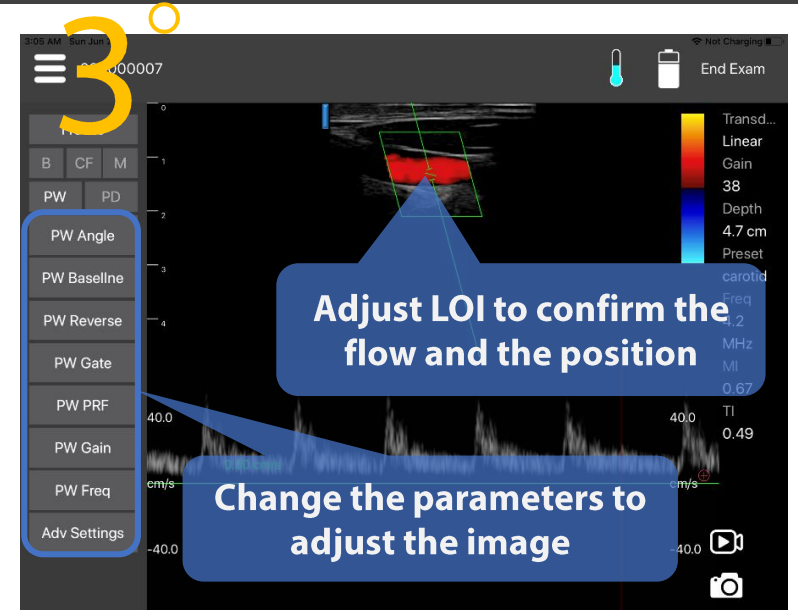 3
3:05 AM Sun Jun
000007
Not Charging
End Exam
B CF M
PW PD
PW Angle
PW Baseline
PW Reverse
PW Gate
PW PRF
PW Gain
PW Freq
Adv Settings
0
1
2
3
4
Transd...
Linear
Gain
38
Depth
4.7 cm
Preset
carotid
Freq
4.2
MHz
MI
0.67
TI
0.49
Adjust LOI to confirm the
flow and the position
40.0 40.0
cm/s cm/s
-40.0 -40.0
Change the parameters to
adjust the image